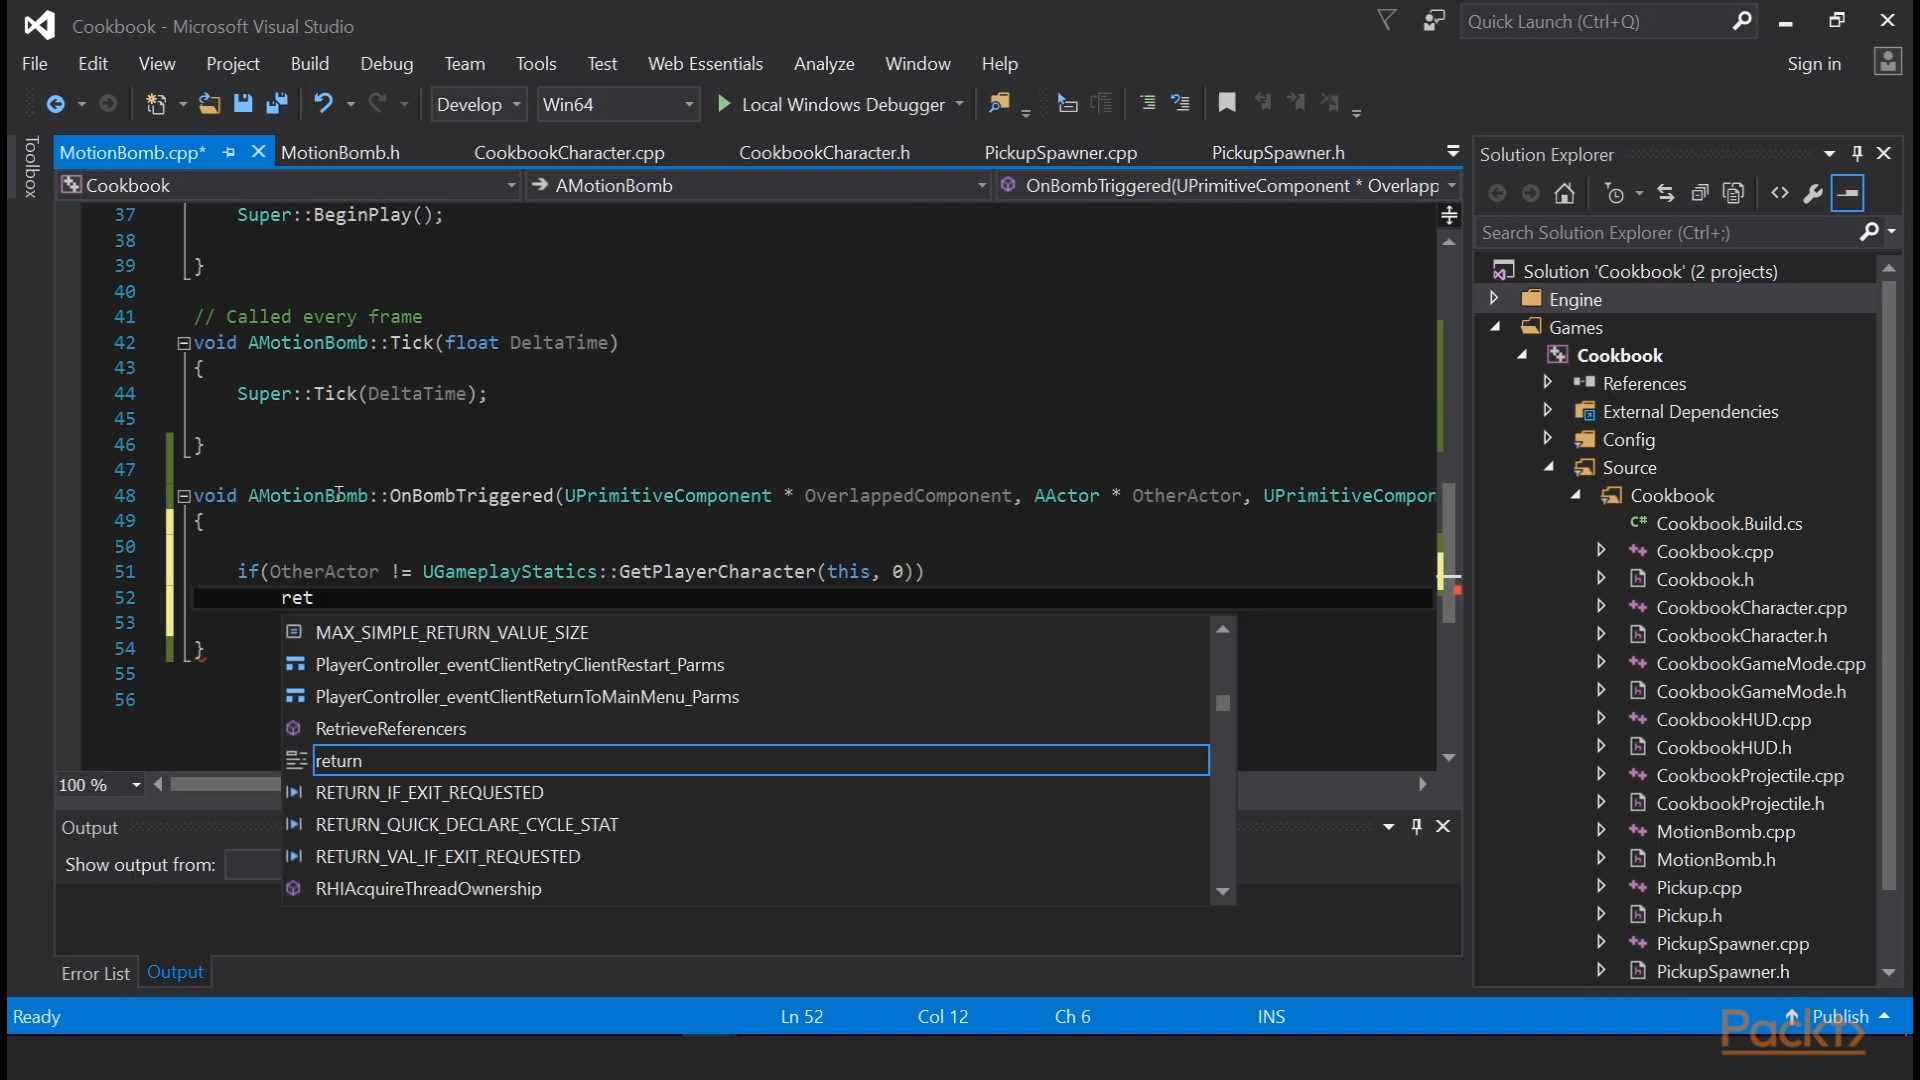 Cookbook - Microsoft Visual Studio
Quick Launch (Ctrl+Q)
File Edit View Project Build Debug Team Tools Test Web Essentials Analyze Window Help
Sign in
Develop Win64 Local Windows Debugger
Toolbox
MotionBomb.cpp* MotionBomb.h CookbookCharacter.cpp CookbookCharacter.h PickupSpawner.cpp PickupSpawner.h
Cookbook AMotionBomb OnBombTriggered(UPrimitiveComponent * Overlapp
37 Super::BeginPlay();
38
39 }
40
41 // Called every frame
42 void AMotionBomb::Tick(float DeltaTime)
43 {
44 Super::Tick(DeltaTime);
45
46 }
47
48 void AMotionBomb::OnBombTriggered(UPrimitiveComponent * OverlappedComponent, AActor * OtherActor, UPrimitiveCompon
49 {
50
51 if(OtherActor != UGameplayStatics::GetPlayerCharacter(this, 0))
52 ret
53
54 }
55
56
MAX_SIMPLE_RETURN_VALUE_SIZE
PlayerController_eventClientRetryClientRestart_Parms
PlayerController_eventClientReturnToMainMenu_Parms
RetrieveReferencers
return
RETURN_IF_EXIT_REQUESTED
RETURN_QUICK_DECLARE_CYCLE_STAT
RETURN_VAL_IF_EXIT_REQUESTED
RHIAcquireThreadOwnership
100 %
Output
Show output from:
Error List Output
Solution Explorer
Search Solution Explorer (Ctrl+;)
Solution 'Cookbook' (2 projects)
Engine
Games
Cookbook
References
External Dependencies
Config
Source
Cookbook
C# Cookbook.Build.cs
Cookbook.cpp
Cookbook.h
CookbookCharacter.cpp
CookbookCharacter.h
CookbookGameMode.cpp
CookbookGameMode.h
CookbookHUD.cpp
CookbookHUD.h
CookbookProjectile.cpp
CookbookProjectile.h
MotionBomb.cpp
MotionBomb.h
Pickup.cpp
Pickup.h
PickupSpawner.cpp
PickupSpawner.h
Ready Ln 52 Col 12 Ch 6 INS Publish
Packt